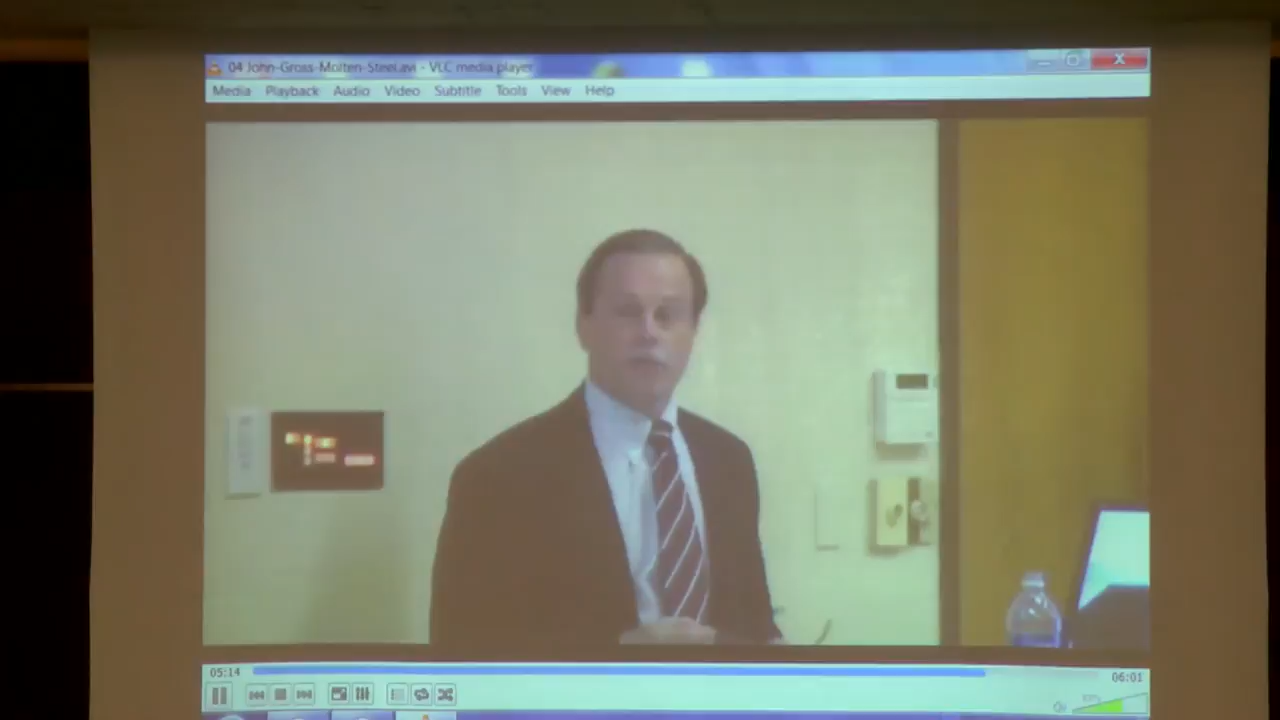 04 John-Gross-Molten-Steel.avi - VLC media player
Media Playback Audio Video Subtitle Tools View Help
05:14
06:01